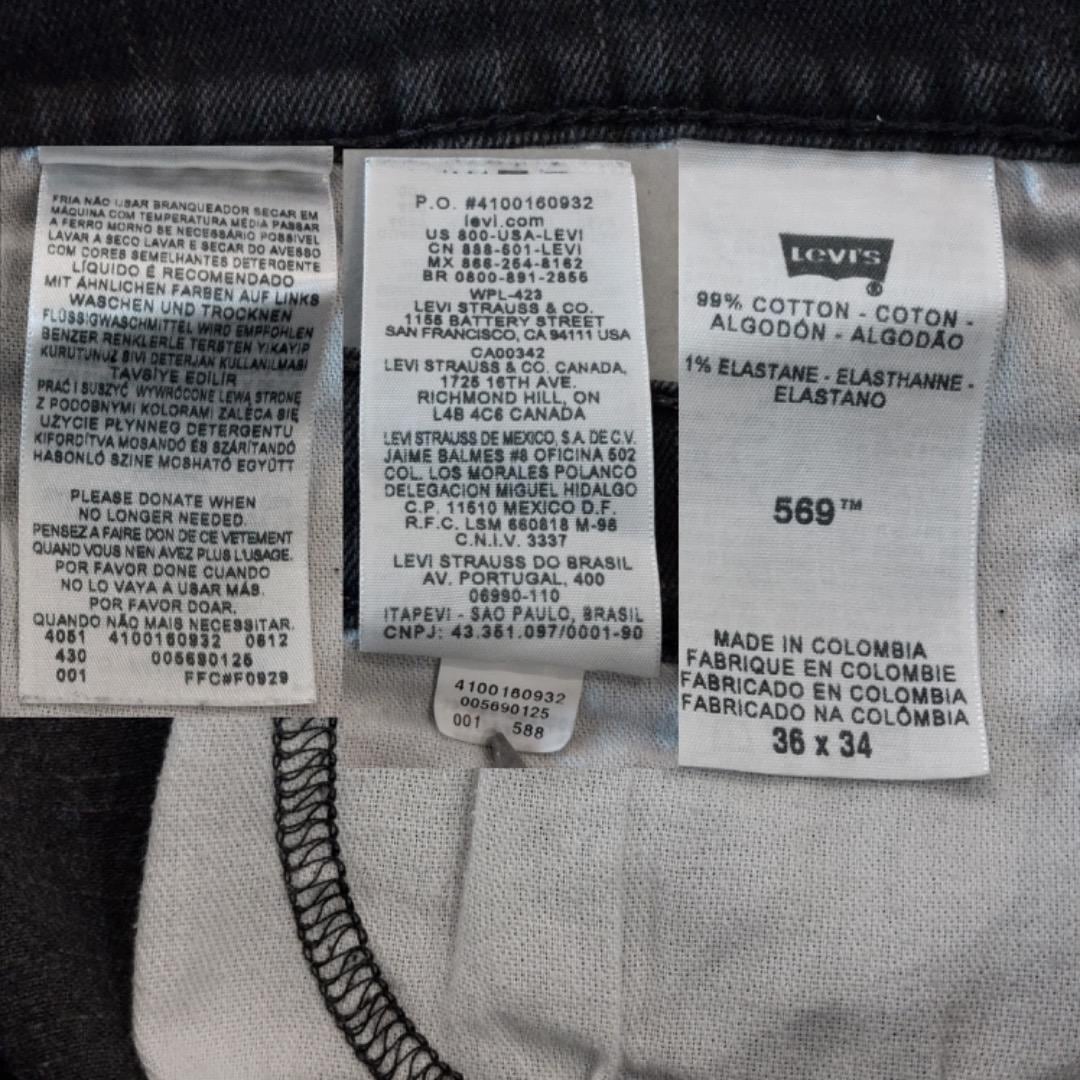 FRIA NÃO USAR BRANQUEADOR SECAR EM
MÁQUINA COM TEMPERATURA MÉDIA PASSAR
A FERRO MORNO SE NECESSÁRIO POSSÍVEL
LAVAR A SECO LAVAR E SECAR DO AVESSO
COM CORES SEMELHANTES DETERGENTE
LÍQUIDO É RECOMENDADO
MIT ÄHNLICHEN FARBEN AUF LINKS
WASCHEN UND TROCKNEN
FLÜSSIGWASCHMITTEL WIRD EMPFOHLEN
BENZER RENKLERLE TERSTEN YIKAYIP
KURUTUNUZ SIVI DETERJAN KULLANILMASI
TAVSİYE EDİLİR
PRAĆ I SUSZYĆ WYWRÓCONE LEWĄ STRONĘ
Z PODOBNYMI KOLORAMI ZALECA SIĘ
UŻYCIE PŁYNNEG DETERGENTU
KIFORDÍTVA MOSANDÓ ÉS SZÁRÍTANDÓ
HASONLÓ SZINE MOSHATÓ EGYÜTT
PLEASE DONATE WHEN
NO LONGER NEEDED.
PENSEZ A FAIRE DON DE CE VETEMENT
QUAND VOUS N'EN AVEZ PLUS L'USAGE.
POR FAVOR DONE CUANDO
NO LO VAYA A USAR MÁS.
POR FAVOR DOAR,
QUANDO NÃO MAIS NECESSITAR.
4051 4100160932 0612
430 005690125
001 FFC#F0929
P.O. #4100160932
levi.com
US 800-USA-LEVI
CN 888-501-LEVI
MX 866-264-8162
BR 0800-891-2855
WPL-423
LEVI STRAUSS & CO.
1155 BATTERY STREET
SAN FRANCISCO, CA 94111 USA
CA00342
LEVI STRAUSS & CO. CANADA,
1725 16TH AVE.
RICHMOND HILL, ON
L4B 4C6 CANADA
LEVI STRAUSS DE MEXICO, S.A. DE C.V.
JAIME BALMES #8 OFICINA 502
COL. LOS MORALES POLANCO
DELEGACION MIGUEL HIDALGO
C.P. 11510 MEXICO D.F.
R.F.C. LSM 660818 M-98
C.N.I.V. 3337
LEVI STRAUSS DO BRASIL
AV. PORTUGAL, 400
06690-110
ITAPEVI - SAO PAULO, BRASIL
CNPJ: 43.351.097/0001-90
4100160932
005690125
001 588
LEVI'S
®
99% COTTON - COTON -
ALGODÓN - ALGODÃO
1% ELASTANE - ELASTHANNE -
ELASTANO
569™
MADE IN COLOMBIA
FABRIQUE EN COLOMBIE
FABRICADO EN COLOMBIA
FABRICADO NA COLÔMBIA
36 x 34